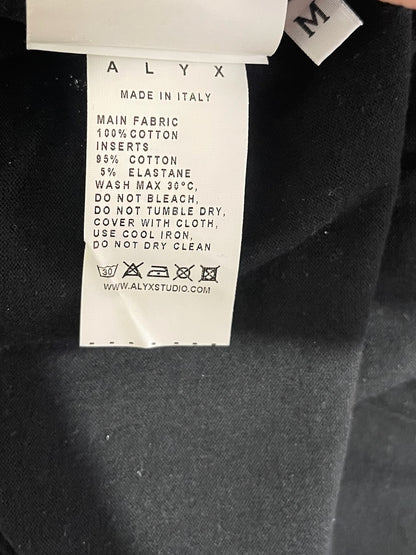 M
A L Y X
MADE IN ITALY
MAIN FABRIC
100% COTTON
INSERTS
95% COTTON
5% ELASTANE
WASH MAX 30°C,
DO NOT BLEACH,
DO NOT TUMBLE DRY,
COVER WITH CLOTH,
USE COOL IRON,
DO NOT DRY CLEAN
30
WWW.ALYXSTUDIO.COM